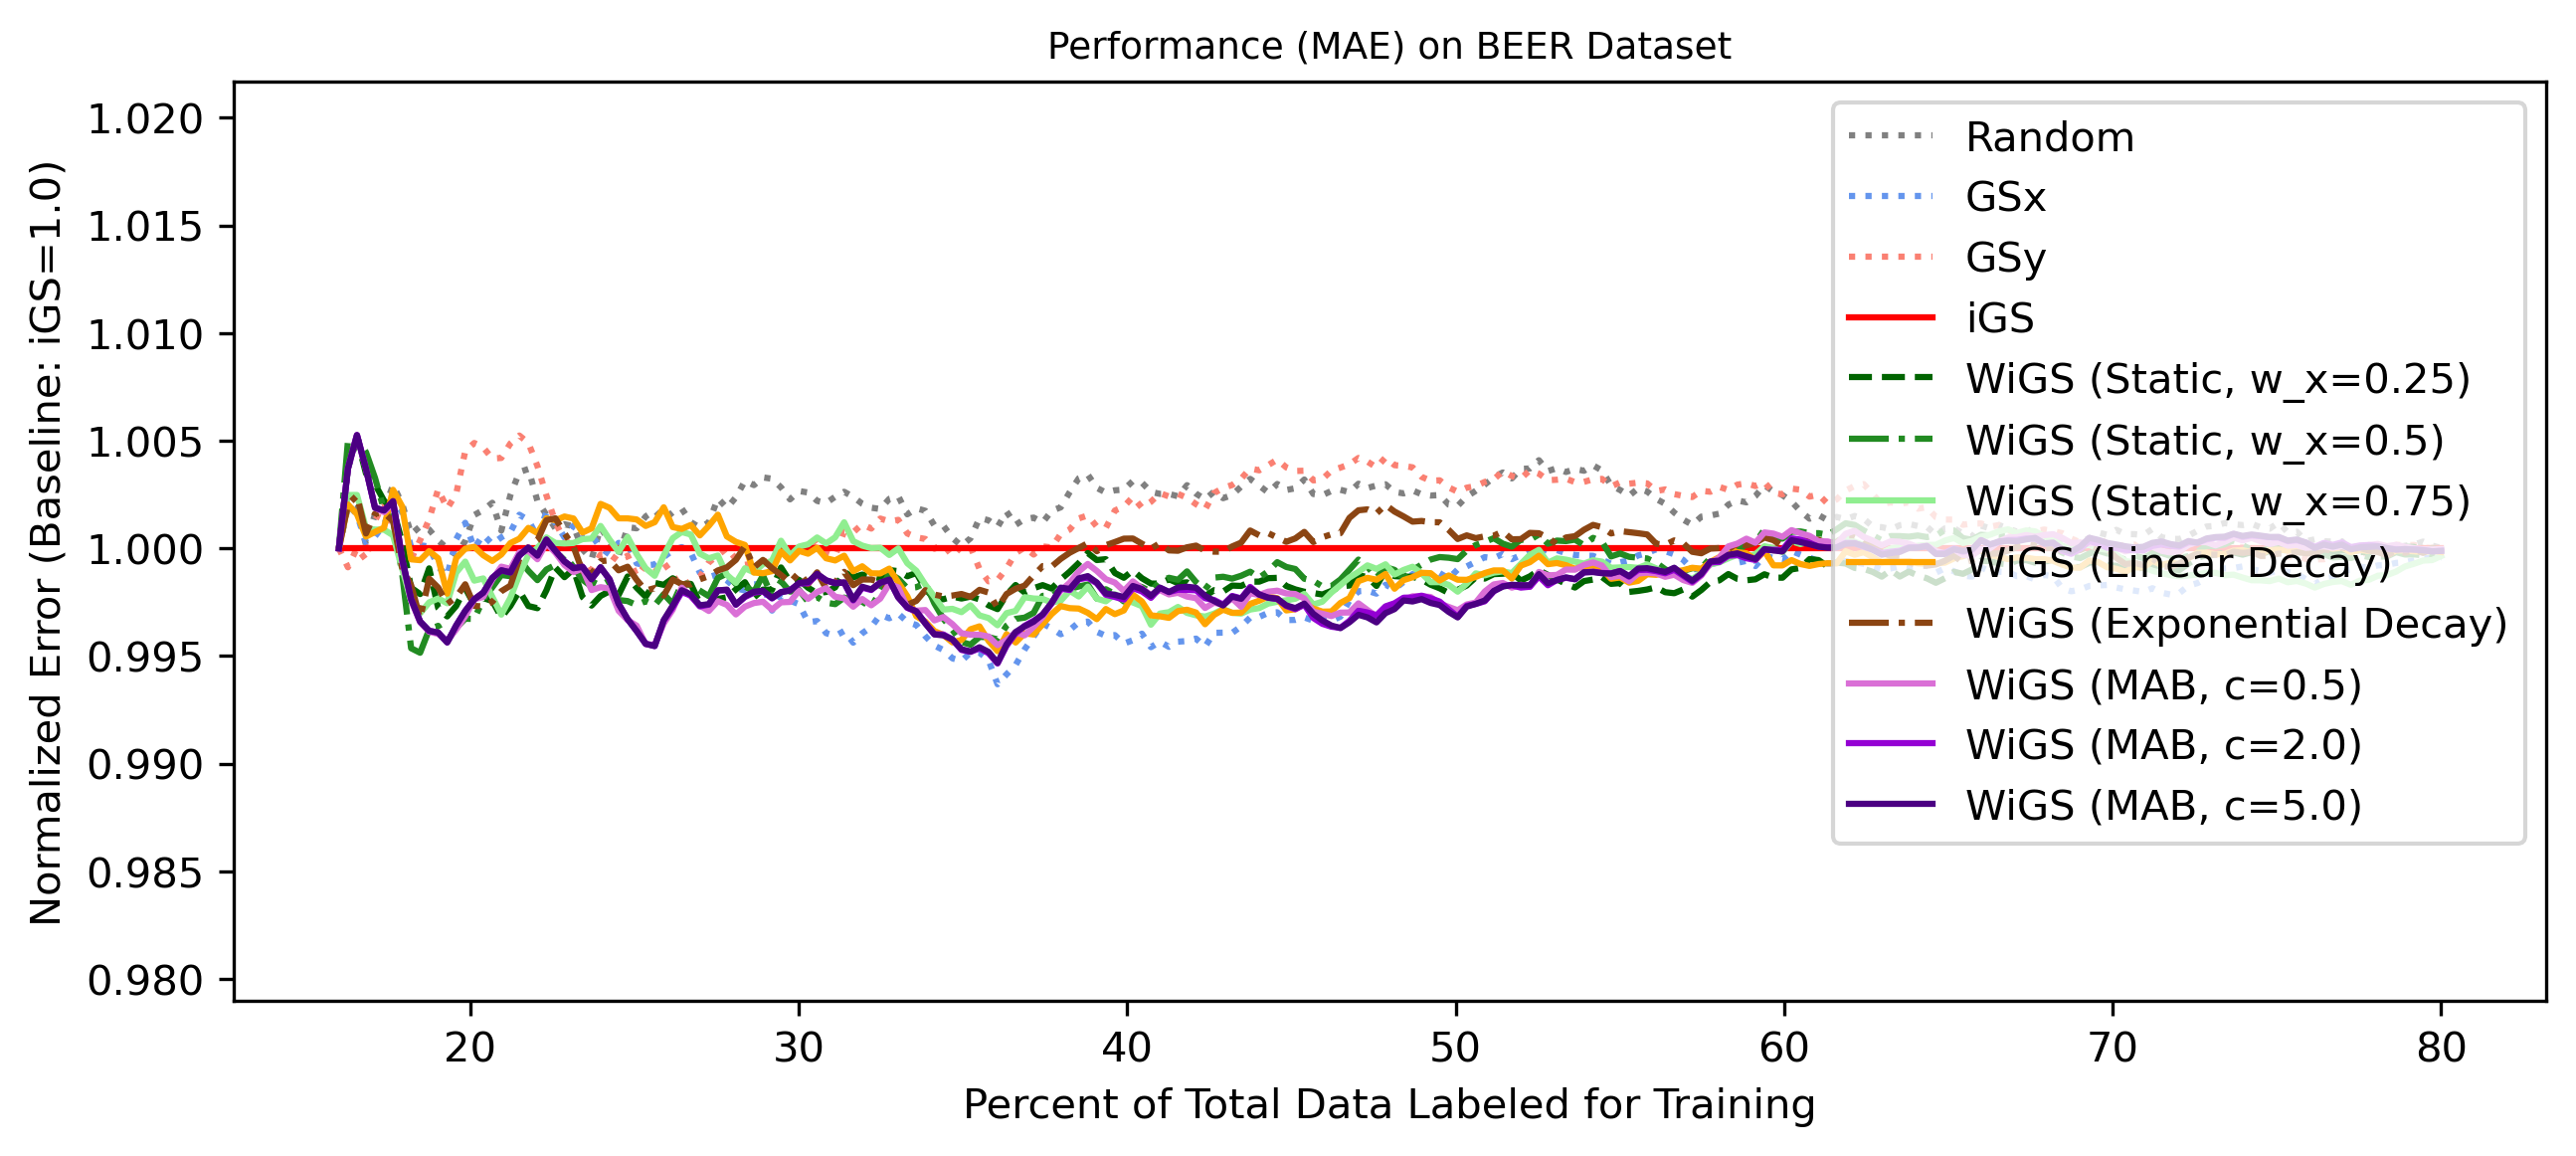 Performance (MAE) on BEER Dataset
Normalized Error (Baseline: iGS=1.0)
1.020
1.015
1.010
1.005
1.000
0.995
0.990
0.985
0.980
Random
GSx
GSy
iGS
WiGS (Static, w_x=0.25)
WiGS (Static, w_x=0.5)
WiGS (Static, w_x=0.75)
WiGS (Linear Decay)
WiGS (Exponential Decay)
WiGS (MAB, c=0.5)
WiGS (MAB, c=2.0)
WiGS (MAB, c=5.0)
20 30 40 50 60 70 80
Percent of Total Data Labeled for Training